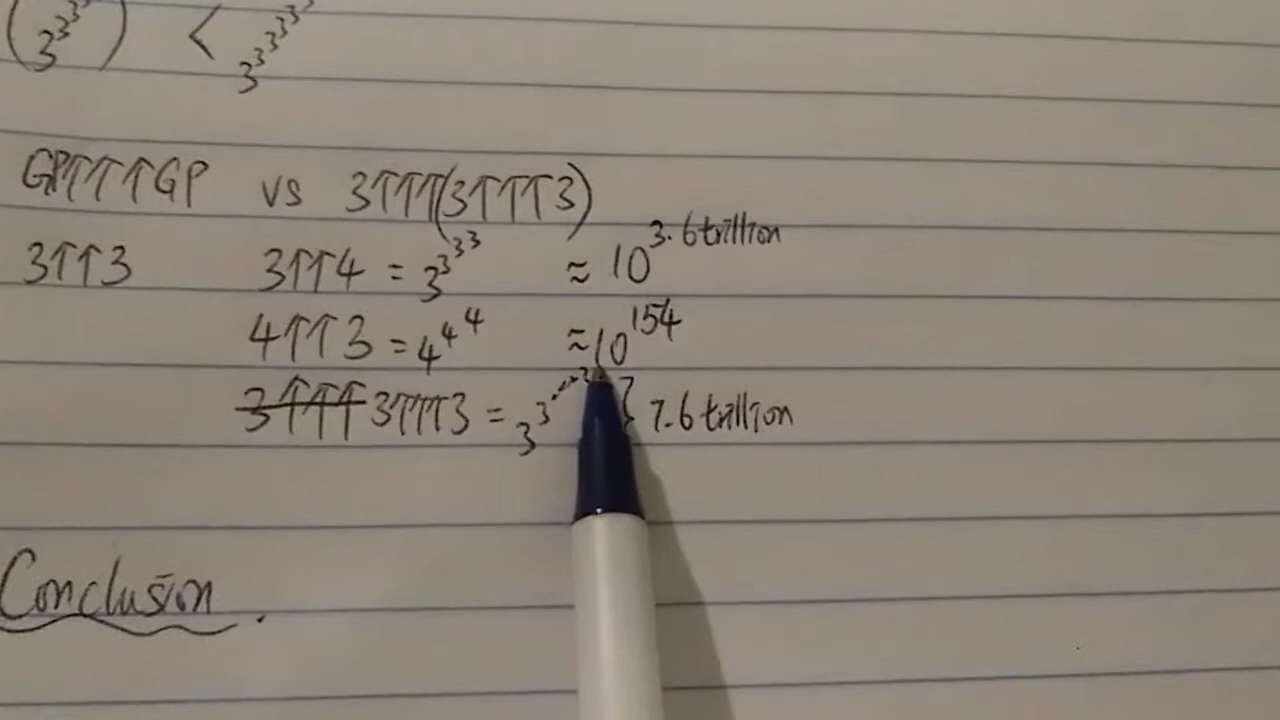 (3^3^3^3) < 3^3^3^3^3^3
GP↑↑↑GP vs 3↑↑↑(3↑↑↑3)
3↑↑3 3↑↑4 = 3^3^3^3 ≈ 10^3.6 trillion
4↑↑3 = 4^4^4 ≈ 10^154
3↑↑↑ 3↑↑↑3 = 3^3^⋰^3 } 7.6 trillion
Conclusion.